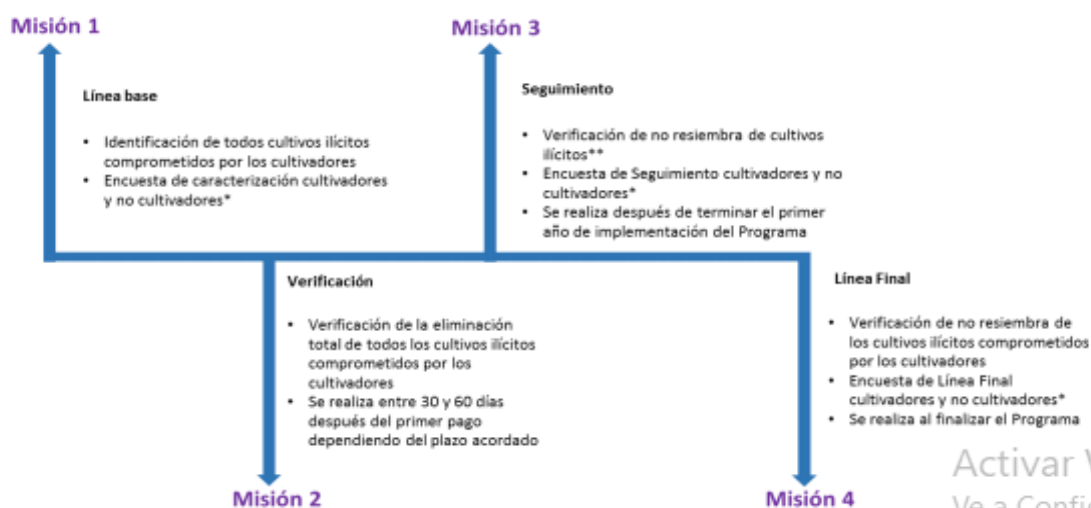 Misión 1
Línea base
• Identificación de todos cultivos ilícitos
comprometidos por los cultivadores
• Encuesta de caracterización cultivadores
y no cultivadores*
Misión 3
Seguimiento
• Verificación de no resiembra de cultivos
ilícitos**
• Encuesta de Seguimiento cultivadores y no
cultivadores*
• Se realiza después de terminar el primer
año de implementación del Programa
Verificación
• Verificación de la eliminación
total de todos los cultivos ilícitos
comprometidos por los
cultivadores
• Se realiza entre 30 y 60 días
después del primer pago
dependiendo del plazo acordado
Misión 2
Línea Final
• Verificación de no resiembra de
los cultivos ilícitos comprometidos
por los cultivadores
• Encuesta de Línea Final
cultivadores y no cultivadores*
• Se realiza al finalizar el Programa
Misión 4
Activar
Ve a